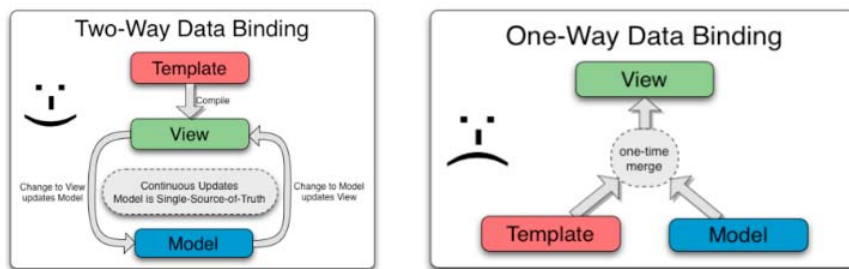 Two-Way Data Binding
Template
Compile
View
Change to View
updates Model
Continuous Updates
Model is Single-Source-of-Truth
Change to Model
updates View
Model
One-Way Data Binding
View
one-time
merge
Template
Model